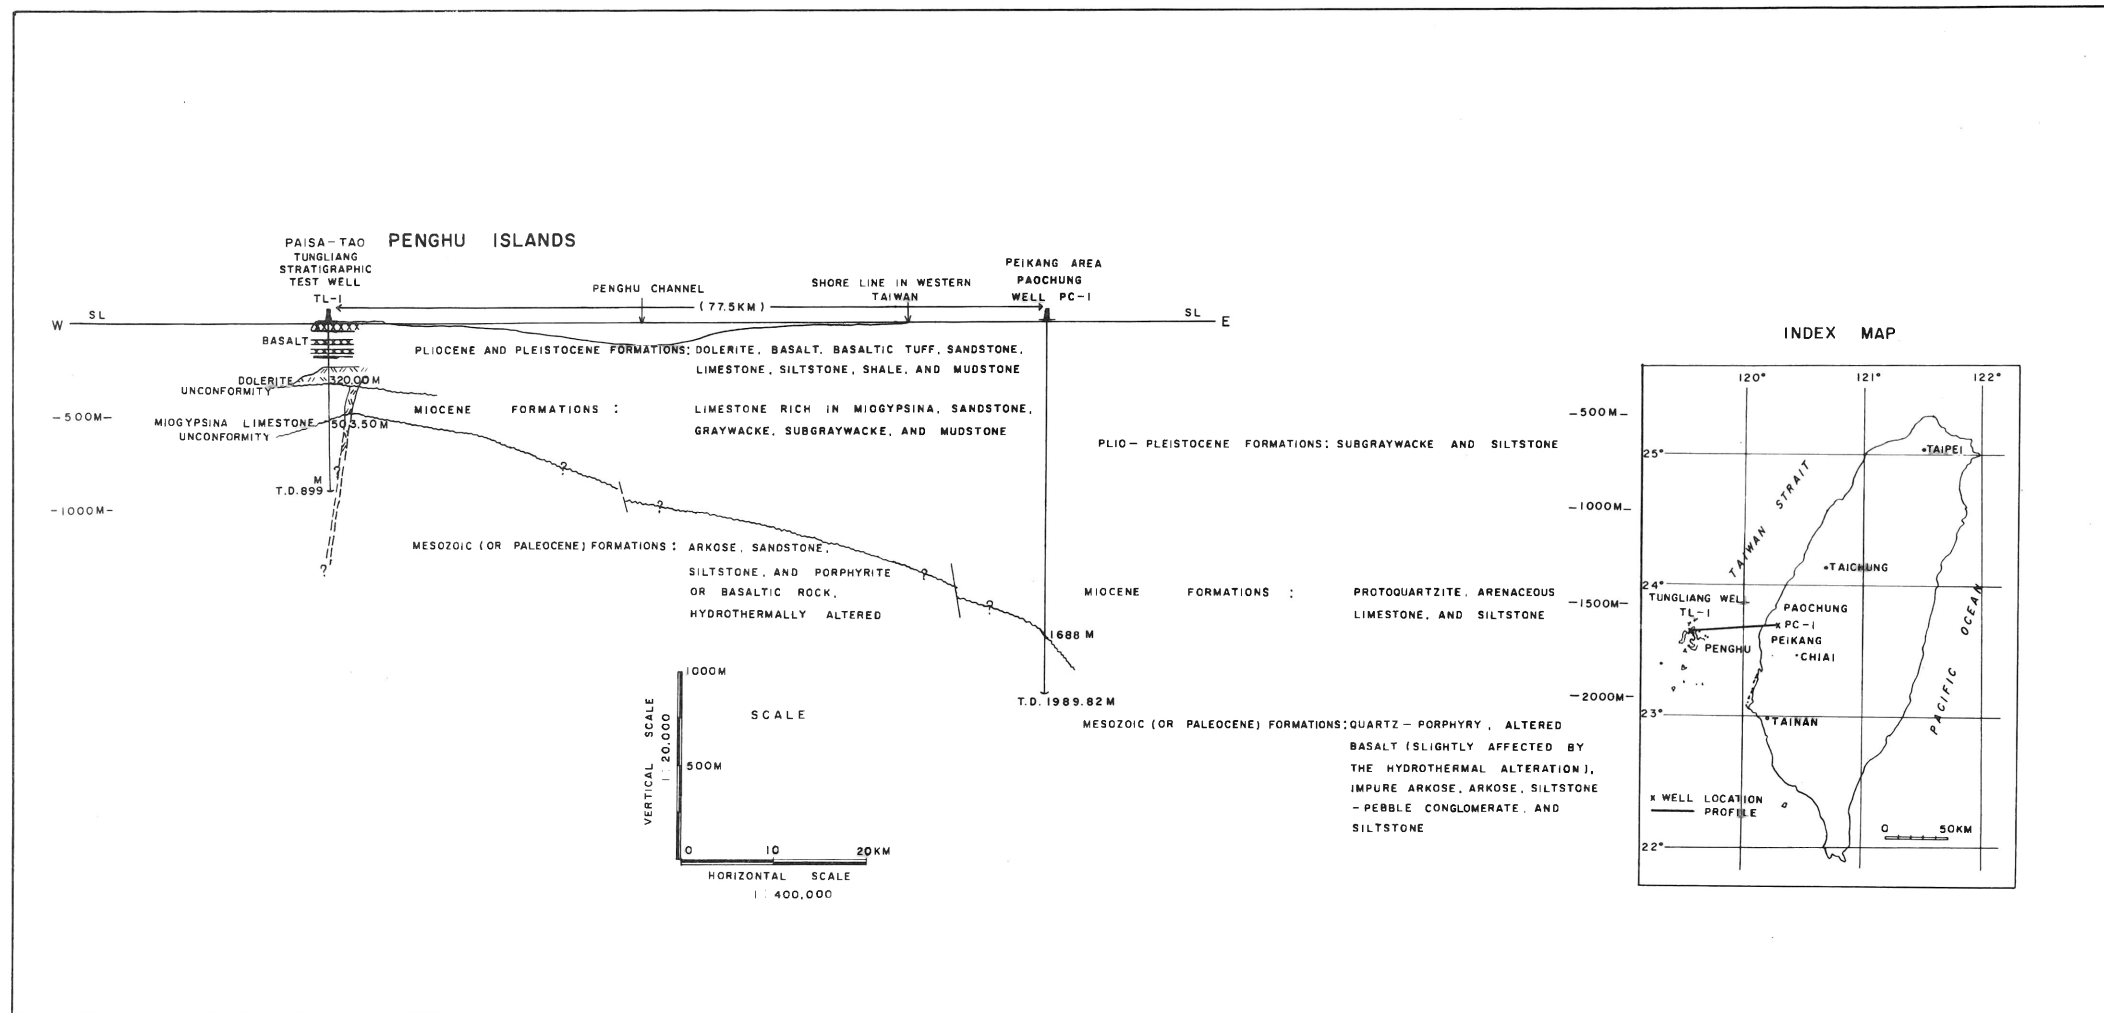 PENGHU ISLANDS
PAISA-TAO
TUNGLIANG
STRATIGRAPHIC
TEST WELL
TL-1
PENGHU CHANNEL
(77.5KM)
SHORE LINE IN WESTERN
TAIWAN
PEIKANG AREA
PAOCHUNG
WELL PC-1
W
SL
SL
E
BASALT
DOLERITE
320.00M
UNCONFORMITY
-500M-
MIOGYPSINA LIMESTONE
503.50M
UNCONFORMITY
M
T.D.899
-1000M-
?
?
?
?
?
?
PLIOCENE AND PLEISTOCENE FORMATIONS: DOLERITE, BASALT, BASALTIC TUFF, SANDSTONE,
LIMESTONE, SILTSTONE, SHALE, AND MUDSTONE
MIOCENE FORMATIONS : LIMESTONE RICH IN MIOGYPSINA, SANDSTONE,
GRAYWACKE, SUBGRAYWACKE, AND MUDSTONE
MESOZOIC (OR PALEOCENE) FORMATIONS : ARKOSE, SANDSTONE,
SILTSTONE, AND PORPHYRITE
OR BASALTIC ROCK,
HYDROTHERMALLY ALTERED
1688 M
T.D. 1989.82 M
PLIO-PLEISTOCENE FORMATIONS: SUBGRAYWACKE AND SILTSTONE
MIOCENE FORMATIONS : PROTOQUARTZITE, ARENACEOUS
LIMESTONE, AND SILTSTONE
MESOZOIC (OR PALEOCENE) FORMATIONS: QUARTZ-PORPHYRY, ALTERED
BASALT (SLIGHTLY AFFECTED BY
THE HYDROTHERMAL ALTERATION),
IMPURE ARKOSE, ARKOSE, SILTSTONE
-PEBBLE CONGLOMERATE, AND
SILTSTONE
-500M-
-1000M-
-1500M-
-2000M-
SCALE
VERTICAL SCALE
1:20,000
1000M
500M
0 10 20KM
HORIZONTAL SCALE
1:400,000
INDEX MAP
120° 121° 122°
25°
24°
23°
22°
TAIPEI
TAIWAN STRAIT
TAICHUNG
TUNGLIANG WELL
TL-1
PAOCHUNG
PC-1
PEIKANG
PENGHU
CHIAI
TAINAN
PACIFIC OCEAN
x WELL LOCATION
PROFILE
0 50KM